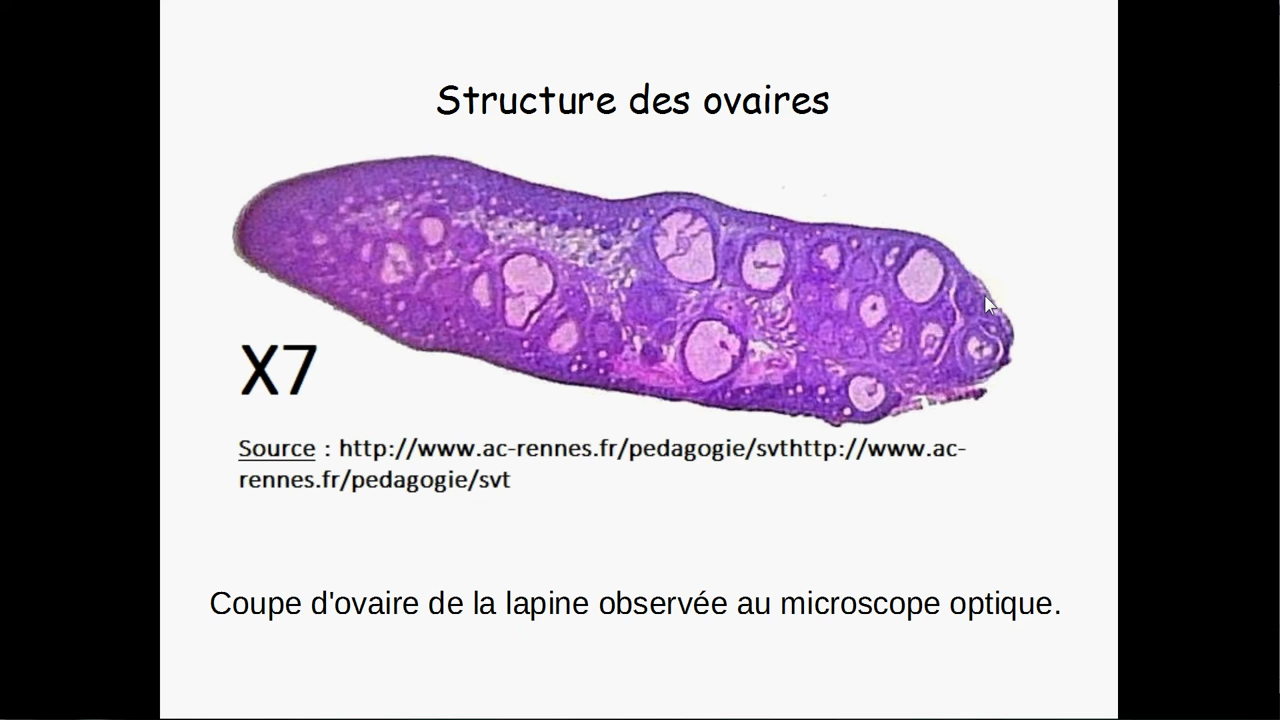 Structure des ovaires
X7
Source : http://www.ac-rennes.fr/pedagogie/svthttp://www.ac-
rennes.fr/pedagogie/svt
Coupe d'ovaire de la lapine observée au microscope optique.